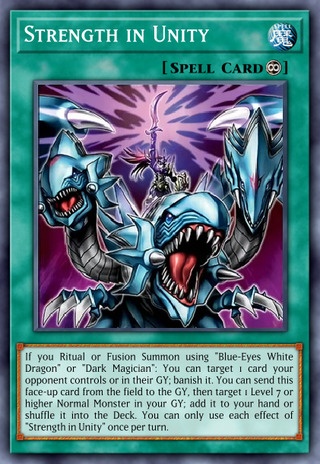 Strength in Unity
[Spell Card]
If you Ritual or Fusion Summon using "Blue-Eyes White
Dragon" or "Dark Magician": You can target 1 card your
opponent controls or in their GY; banish it. You can send this
face-up card from the field to the GY, then target 1 Level 7 or
higher Normal Monster in your GY; add it to your hand or
shuffle it into the Deck. You can only use each effect of
"Strength in Unity" once per turn.